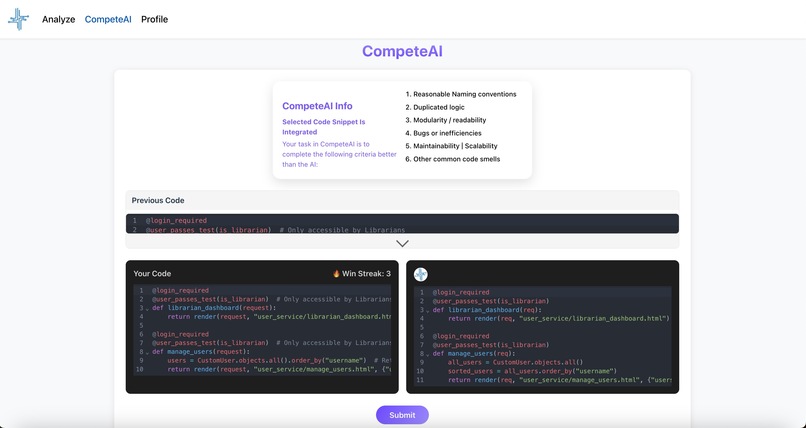 Analyze CompeteAI Profile
CompeteAI
CompeteAI Info
Selected Code Snippet Is
Integrated
Your task in CompeteAI is to
complete the following criteria better
than the AI:
1. Reasonable Naming conventions
2. Duplicated logic
3. Modularity / readability
4. Bugs or inefficiencies
5. Maintainability | Scalability
6. Other common code smells
Previous Code
1 @login_required
2 @user_passes_test(is_librarian) # Only accessible by Librarians
Your Code
🔥 Win Streak: 3
1 @login_required
2 @user_passes_test(is_librarian) # Only accessible by Librarian
3 def librarian_dashboard(request):
4 return render(request, "user_service/librarian_dashboard.ht
5
6 @login_required
7 @user_passes_test(is_librarian) # Only accessible by Librarian
8 def manage_users(request):
9 users = CustomUser.objects.all().order_by("username") # Re
10 return render(request, "user_service/manage_users.html", {"
1 @login_required
2 @user_passes_test(is_librarian)
3 def librarian_dashboard(req):
4 return render(req, "user_service/librarian_dashboard.html")
5
6 @login_required
7 @user_passes_test(is_librarian)
8 def manage_users(req):
9 all_users = CustomUser.objects.all()
10 sorted_users = all_users.order_by("username")
11 return render(req, "user_service/manage_users.html", {"user
Submit